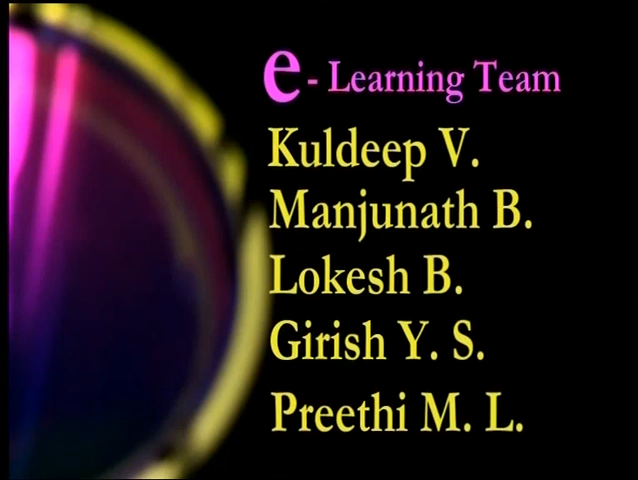 e- Learning Team
Kuldeep V.
Manjunath B.
Lokesh B.
Girish Y. S.
Preethi M. L.